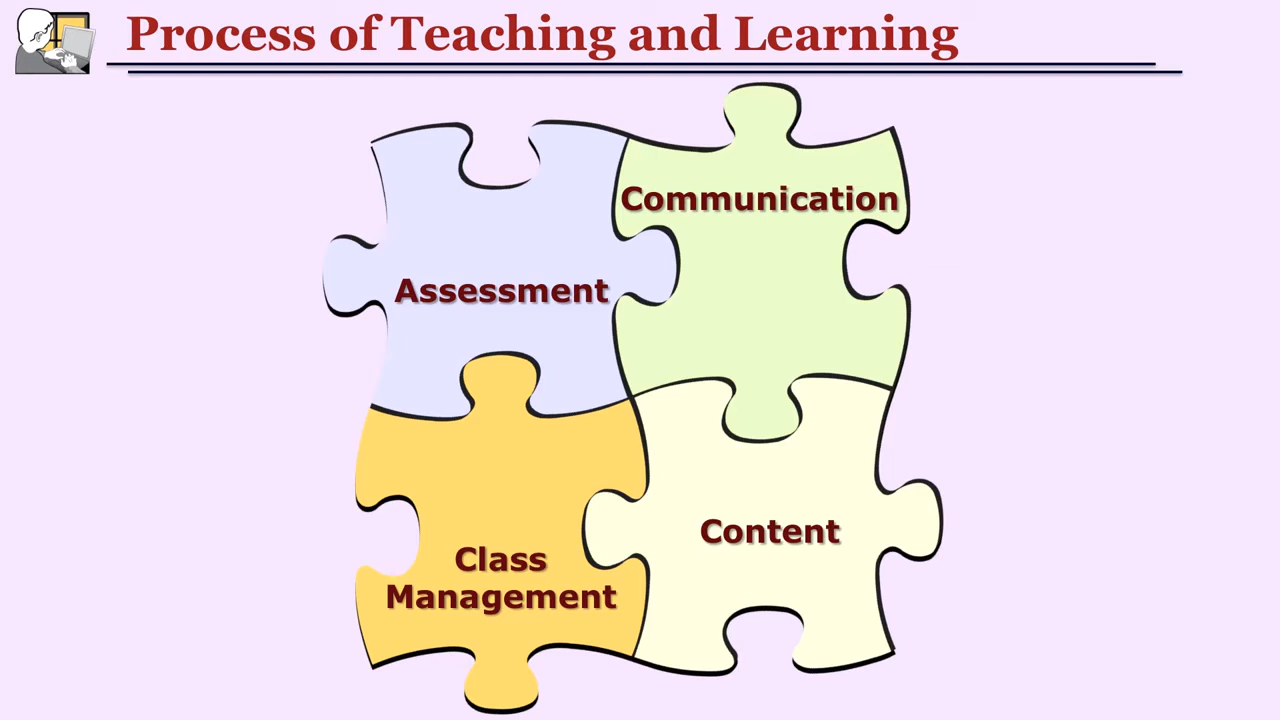 Process of Teaching and Learning
Communication
Assessment
Content
Class
Management